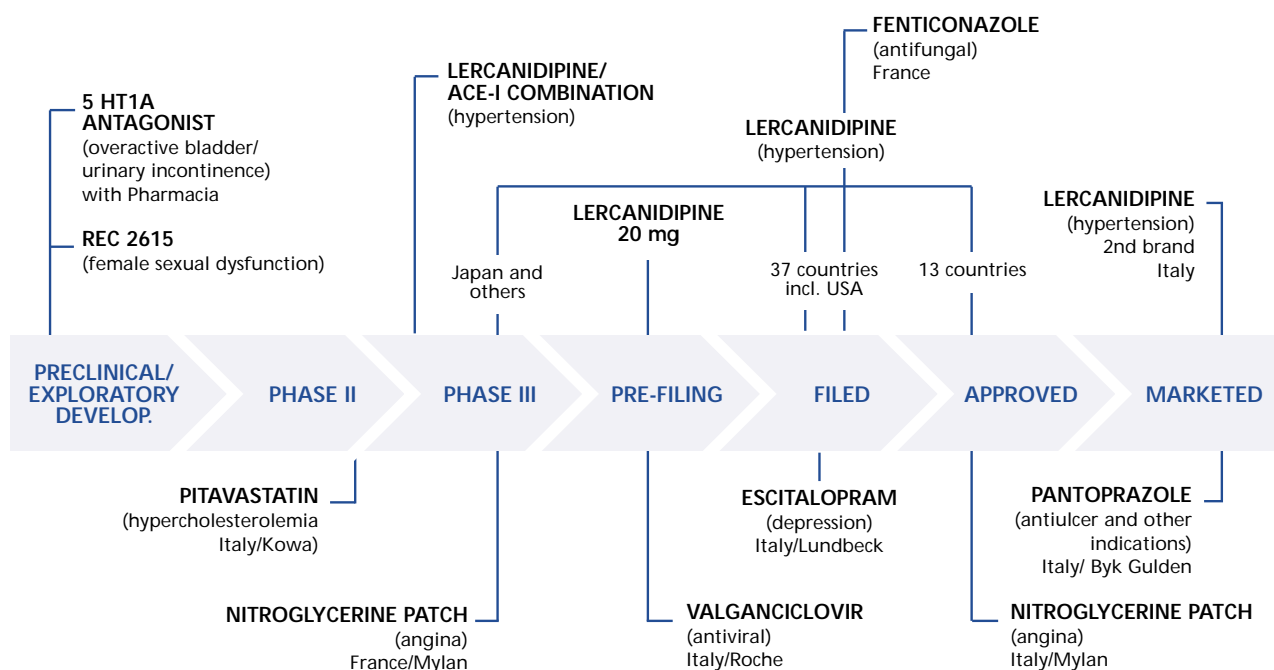 FENTICONAZOLE
(antifungal)
France
LERCANIDIPINE/
ACE-I COMBINATION
(hypertension)
5 HT1A
ANTAGONIST
(overactive bladder/
urinary incontinence)
with Pharmacia
LERCANIDIPINE
(hypertension)
LERCANIDIPINE
(hypertension)
2nd brand
Italy
LERCANIDIPINE
20 mg
REC 2615
(female sexual dysfunction)
Japan and
others
37 countries
incl. USA
13 countries
PRECLINICAL/
EXPLORATORY
DEVELOP.
PHASE II
PHASE III
PRE-FILING
FILED
APPROVED
MARKETED
PITAVASTATIN
(hypercholesterolemia
Italy/Kowa)
ESCITALOPRAM
(depression)
Italy/Lundbeck
PANTOPRAZOLE
(antiulcer and other
indications)
Italy/ Byk Gulden
NITROGLYCERINE PATCH
(angina)
France/Mylan
VALGANCICLOVIR
(antiviral)
Italy/Roche
NITROGLYCERINE PATCH
(angina)
Italy/Mylan